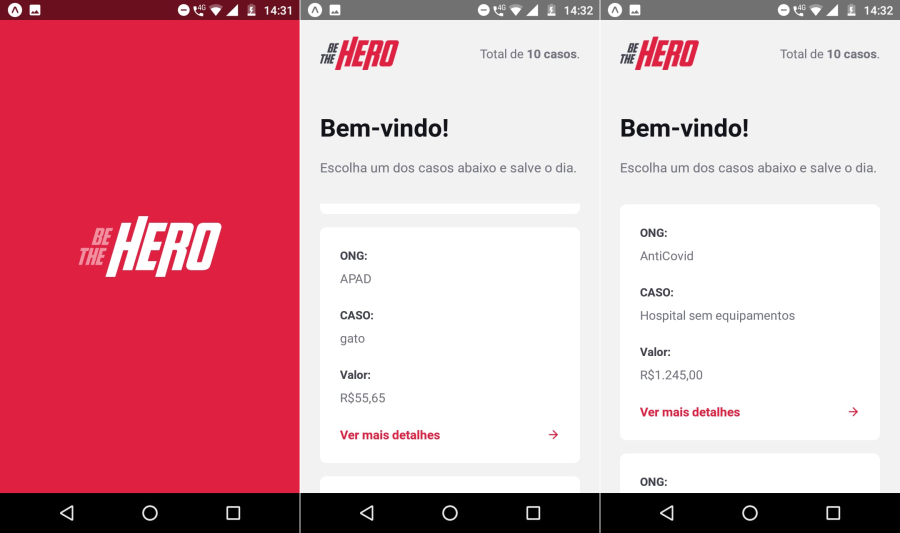 4G 14:31
BE
THE HERO
4G 14:32
BE
THE HERO
Total de 10 casos.
Bem-vindo!
Escolha um dos casos abaixo e salve o dia.
ONG:
APAD
CASO:
gato
Valor:
R$55,65
Ver mais detalhes
4G 14:32
BE
THE HERO
Total de 10 casos.
Bem-vindo!
Escolha um dos casos abaixo e salve o dia.
ONG:
AntiCovid
CASO:
Hospital sem equipamentos
Valor:
R$1.245,00
Ver mais detalhes
ONG: